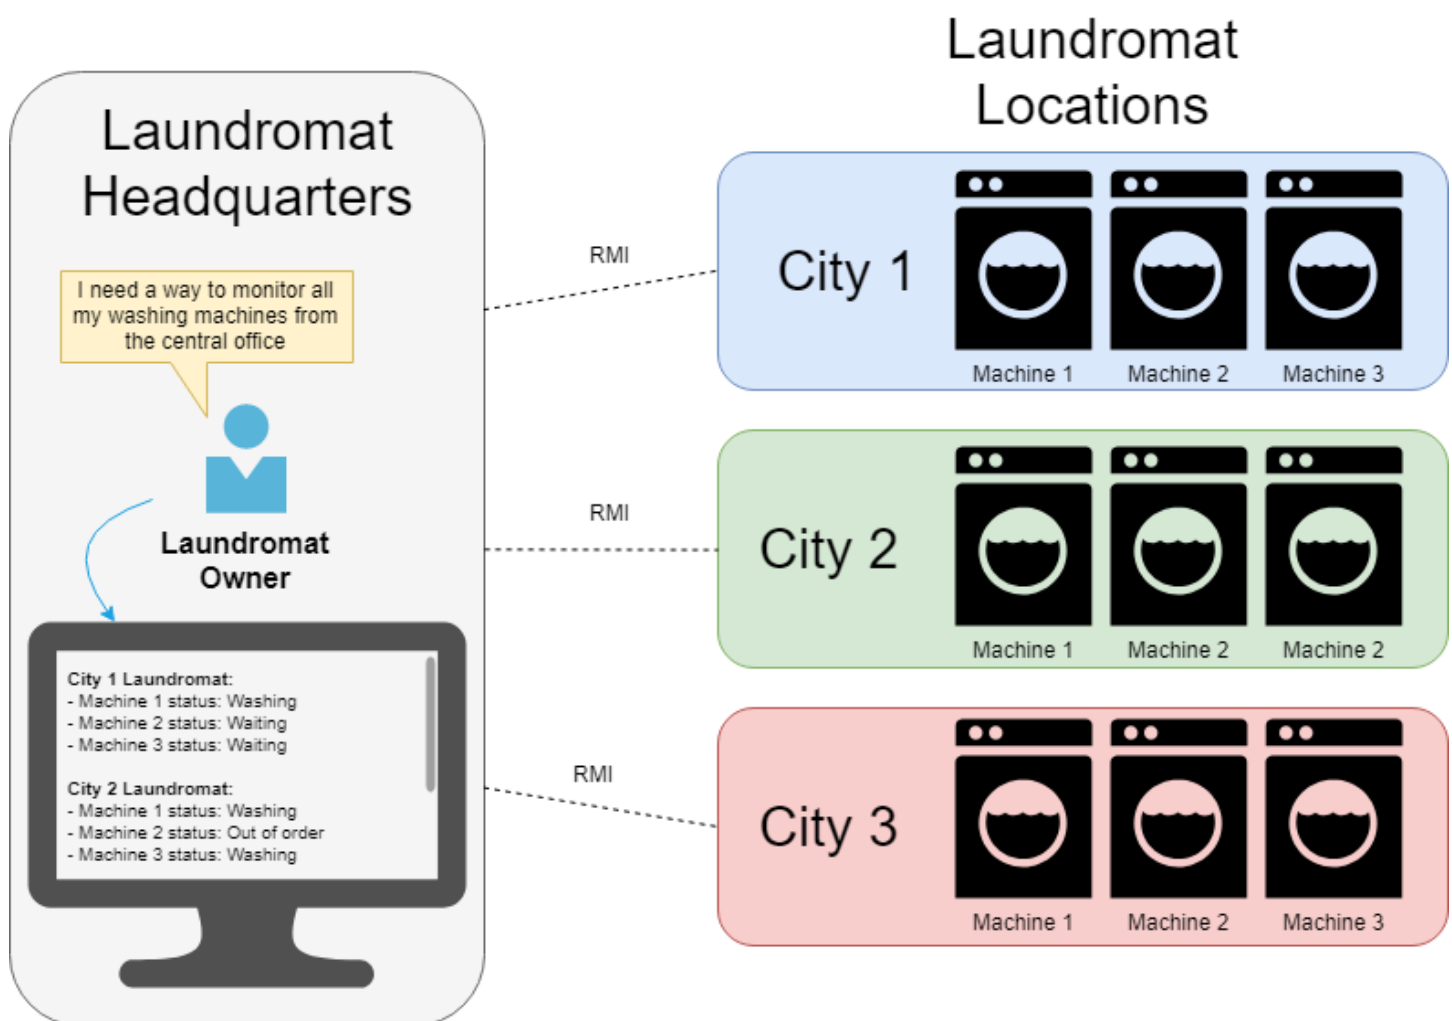 Laundromat
Headquarters
I need a way to monitor all
my washing machines from
the central office
Laundromat
Owner
City 1 Laundromat:
- Machine 1 status: Washing
- Machine 2 status: Waiting
- Machine 3 status: Waiting
City 2 Laundromat:
- Machine 1 status: Washing
- Machine 2 status: Out of order
- Machine 3 status: Washing
RMI
RMI
RMI
Laundromat
Locations
City 1
Machine 1
Machine 2
Machine 3
City 2
Machine 1
Machine 2
Machine 2
City 3
Machine 1
Machine 2
Machine 3